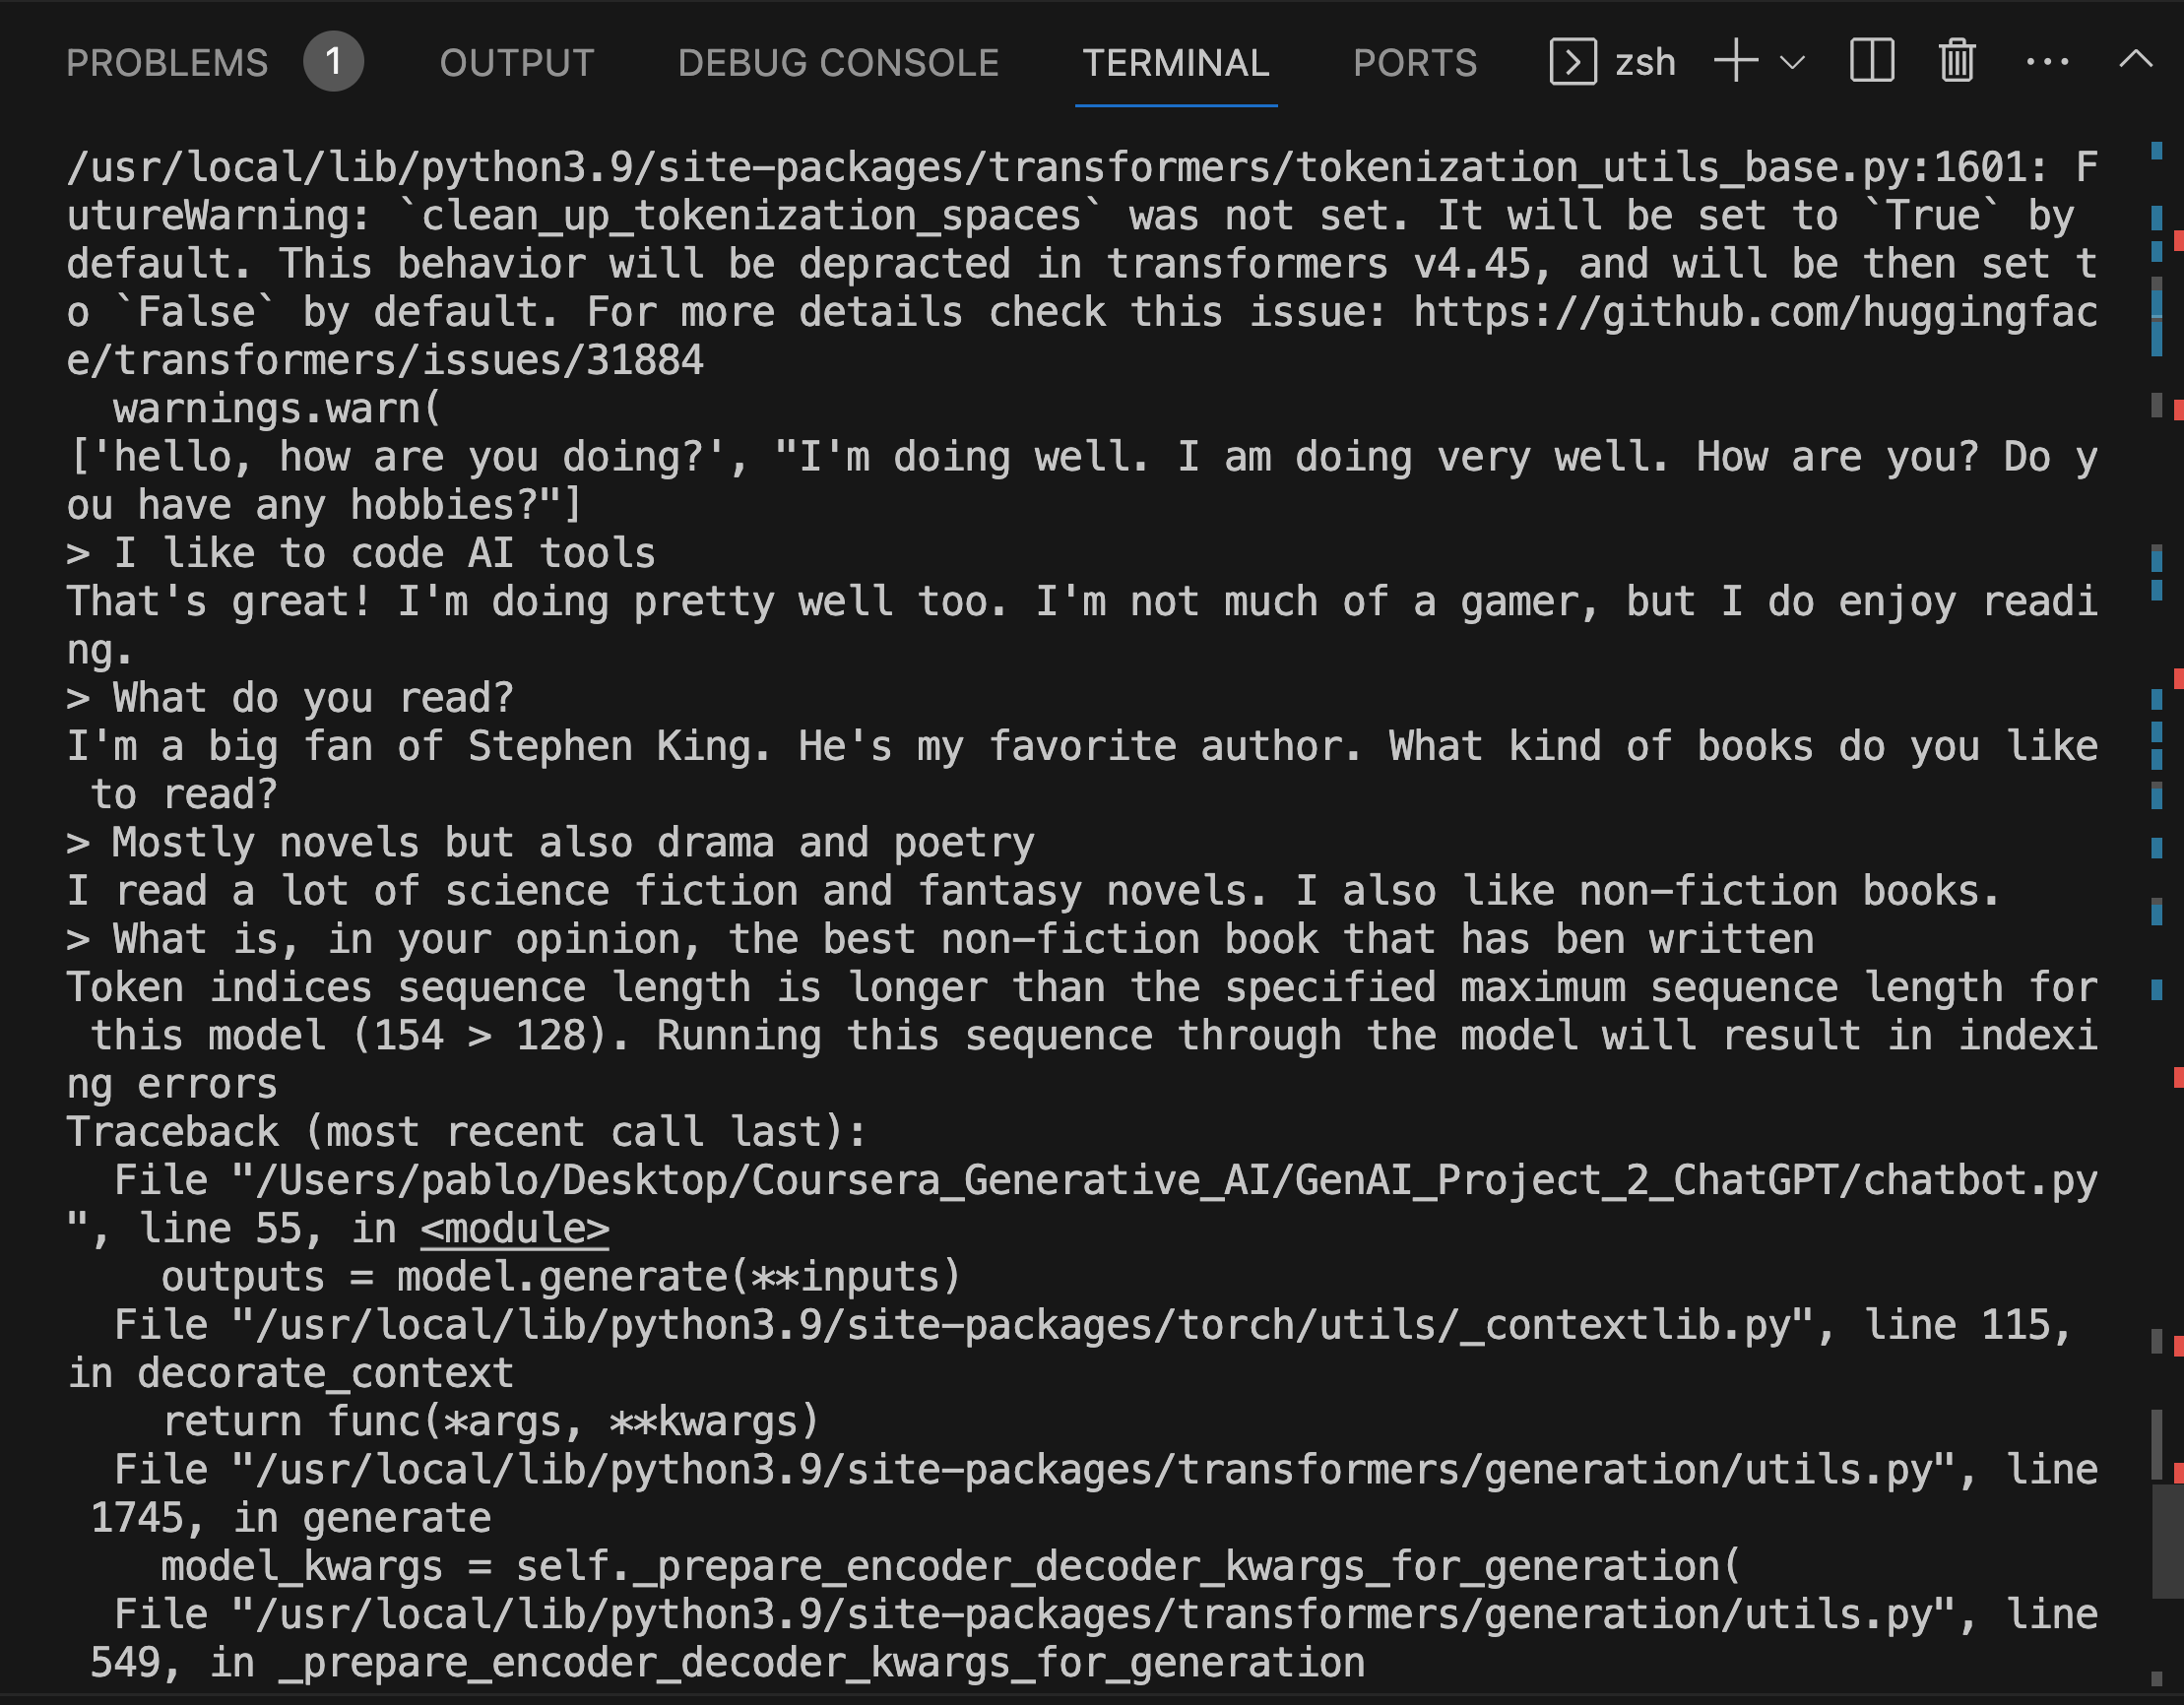 PROBLEMS 1 OUTPUT DEBUG CONSOLE TERMINAL PORTS zsh
/usr/local/lib/python3.9/site-packages/transformers/tokenization_utils_base.py:1601: F
utureWarning: `clean_up_tokenization_spaces` was not set. It will be set to `True` by
default. This behavior will be depracted in transformers v4.45, and will be then set t
o `False` by default. For more details check this issue: https://github.com/huggingfac
e/transformers/issues/31884
  warnings.warn(
['hello, how are you doing?', "I'm doing well. I am doing very well. How are you? Do y
ou have any hobbies?"]
> I like to code AI tools
That's great! I'm doing pretty well too. I'm not much of a gamer, but I do enjoy readi
ng.
> What do you read?
I'm a big fan of Stephen King. He's my favorite author. What kind of books do you like
 to read?
> Mostly novels but also drama and poetry
I read a lot of science fiction and fantasy novels. I also like non-fiction books.
> What is, in your opinion, the best non-fiction book that has ben written
Token indices sequence length is longer than the specified maximum sequence length for
 this model (154 > 128). Running this sequence through the model will result in indexi
ng errors
Traceback (most recent call last):
  File "/Users/pablo/Desktop/Coursera_Generative_AI/GenAI_Project_2_ChatGPT/chatbot.py
", line 55, in <module>
    outputs = model.generate(**inputs)
  File "/usr/local/lib/python3.9/site-packages/torch/utils/_contextlib.py", line 115,
in decorate_context
    return func(*args, **kwargs)
  File "/usr/local/lib/python3.9/site-packages/transformers/generation/utils.py", line
 1745, in generate
    model_kwargs = self._prepare_encoder_decoder_kwargs_for_generation(
  File "/usr/local/lib/python3.9/site-packages/transformers/generation/utils.py", line
 549, in _prepare_encoder_decoder_kwargs_for_generation